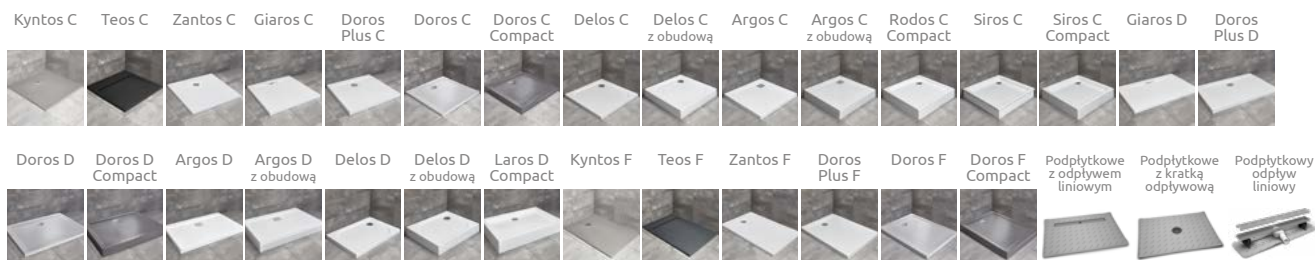 Kyntos C
Teos C
Zantos C
Giaros C
Doros
Plus C
Doros C
Doros C
Compact
Delos C
Delos C
z obudową
Argos C
Argos C
z obudową
Rodos C
Compact
Siros C
Siros C
Compact
Giaros D
Doros
Plus D
Doros D
Doros D
Compact
Argos D
Argos D
z obudową
Delos D
Delos D
z obudową
Laros D
Compact
Kyntos F
Teos F
Zantos F
Doros
Plus F
Doros F
Doros F
Compact
Podpłytkowe
z odpływem
liniowym
Podpłytkowe
z kratką
odpływową
Podpłytkowy
odpływ
liniowy